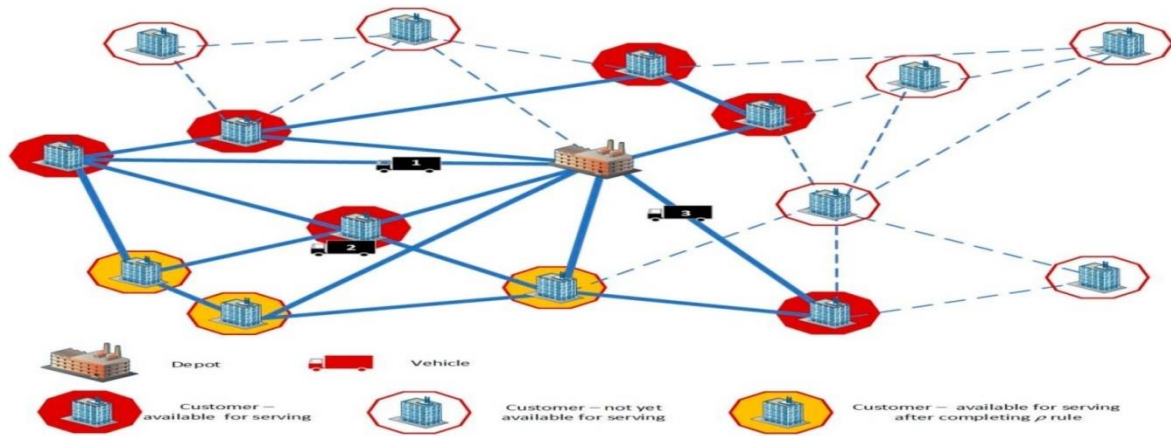 1
3
2
Depot
Vehicle
Customer –
available for serving
Customer – not yet
available for serving
Customer – available for serving
after completing ρ rule